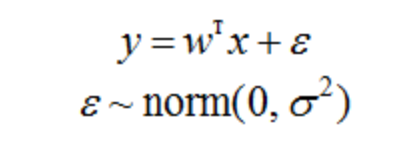 y = wᵀx + ε
ε ~ norm(0, σ²)